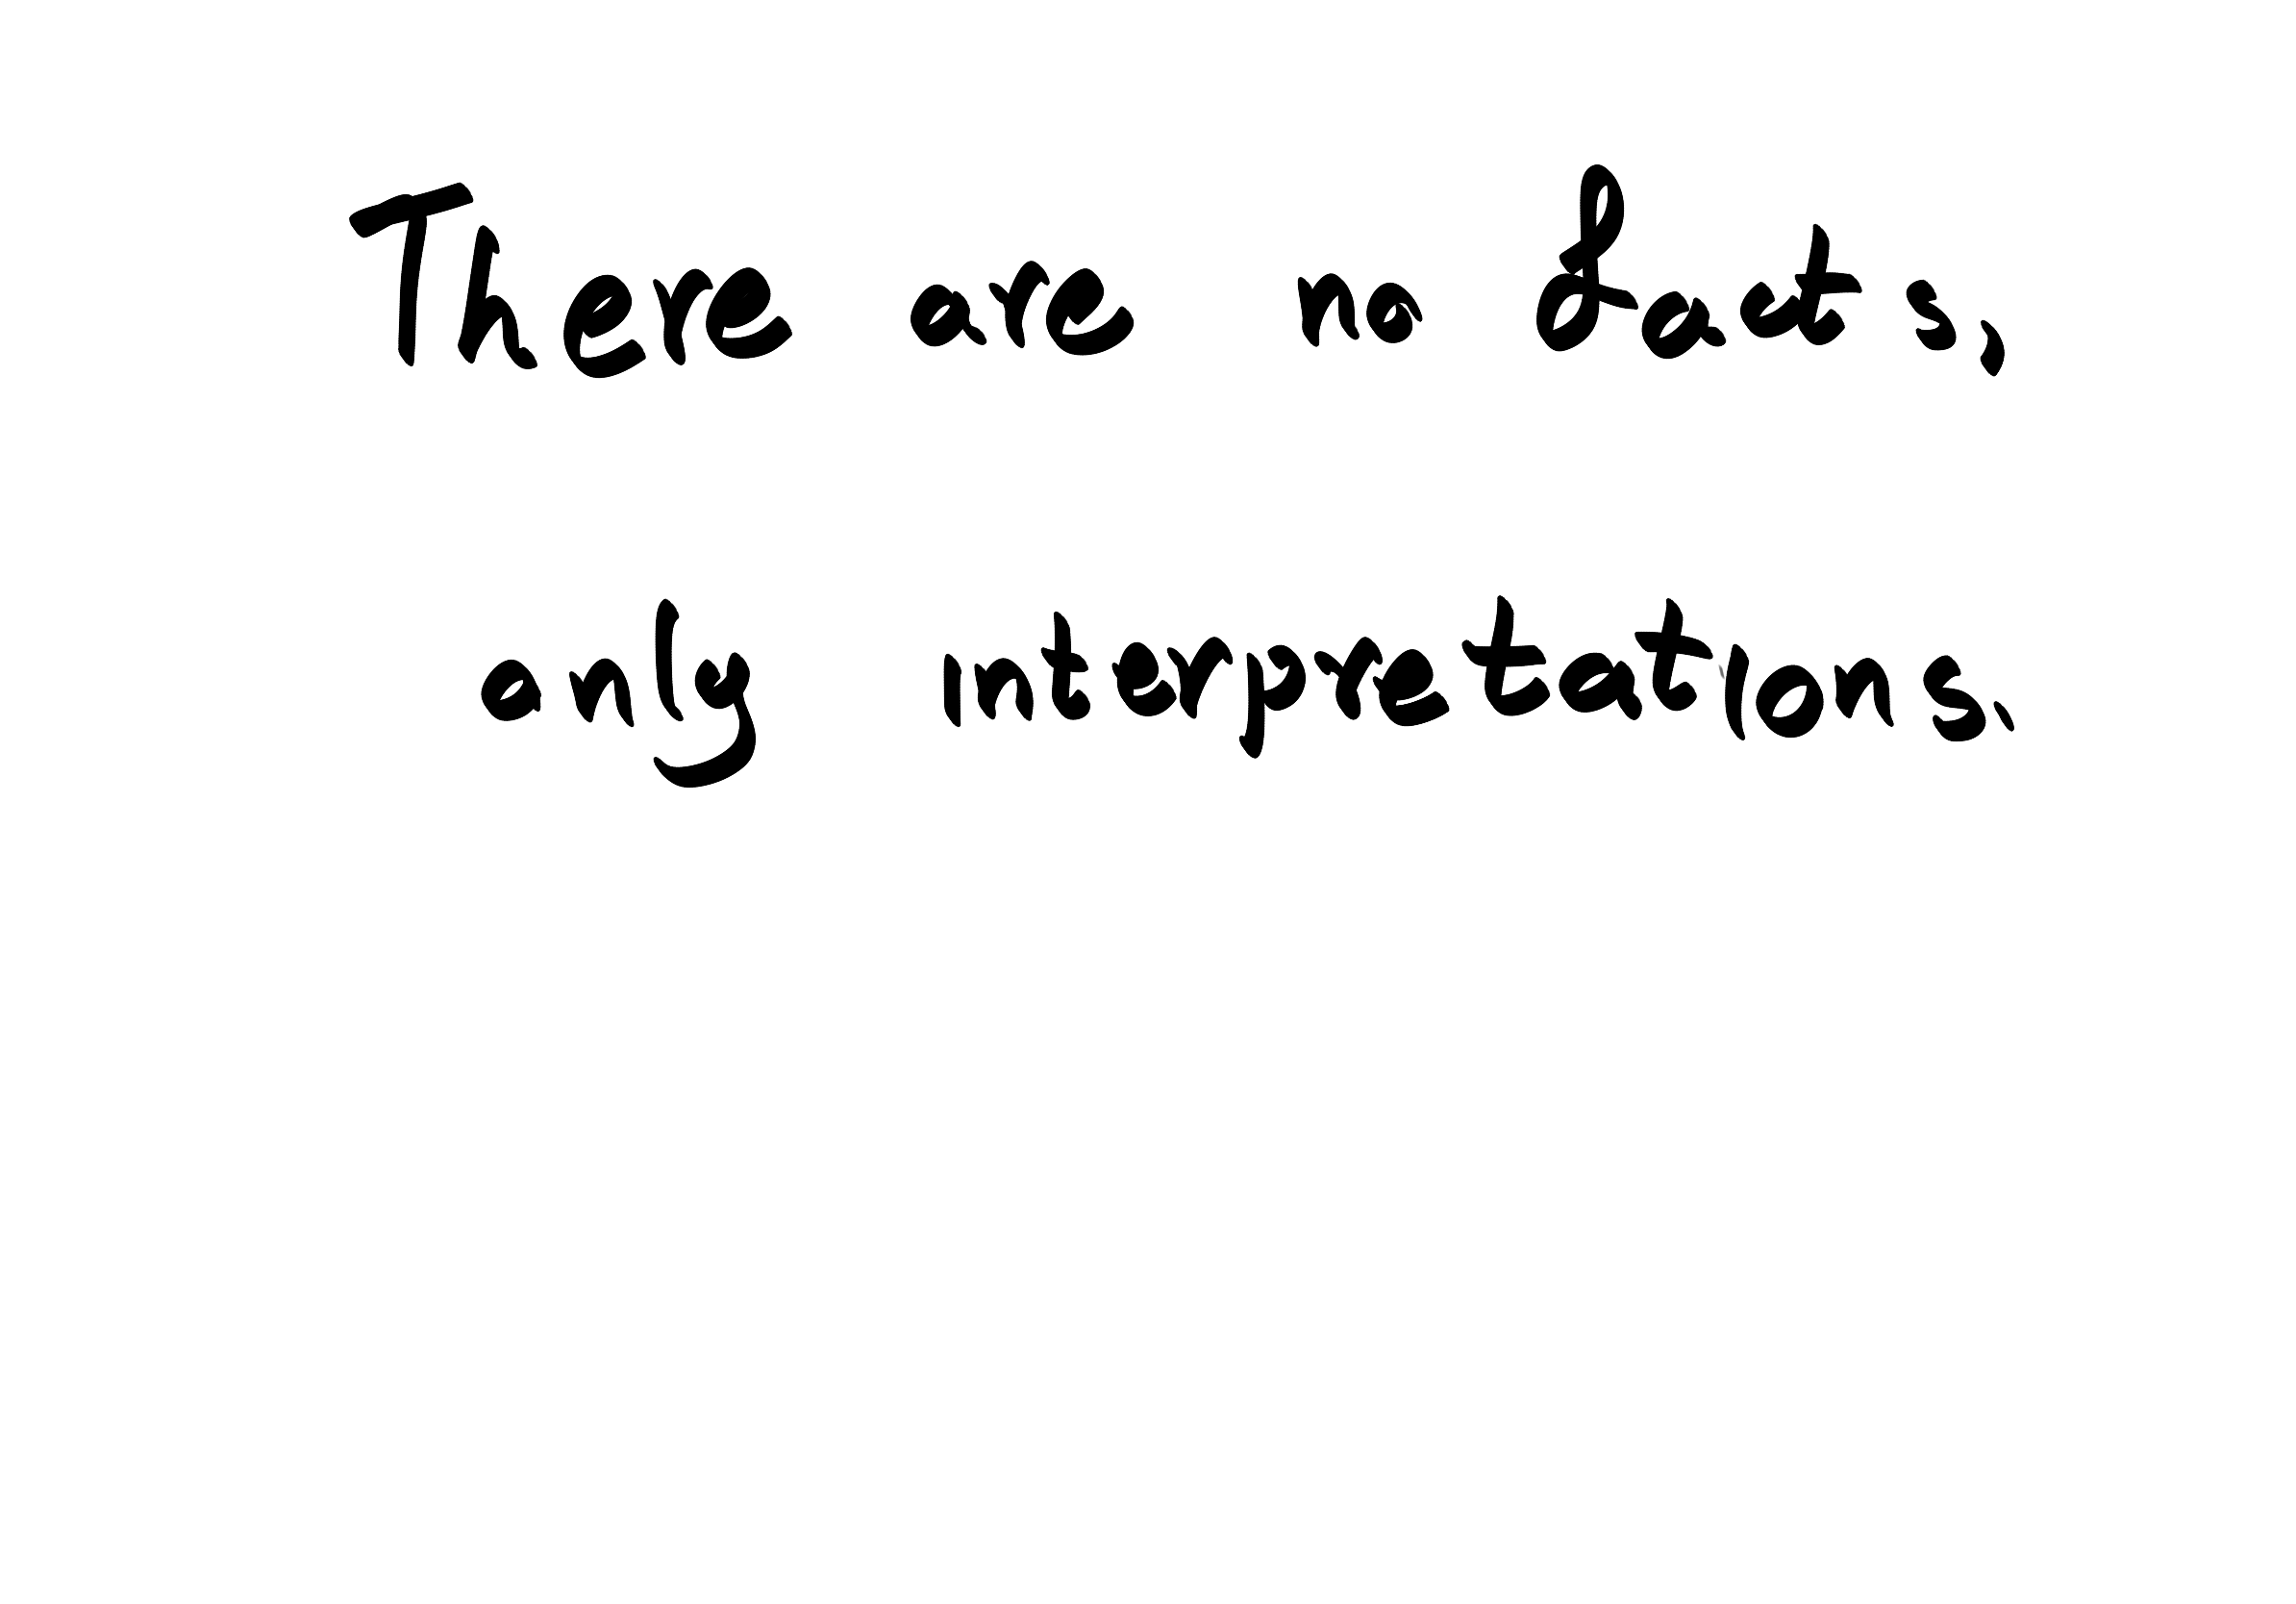 There are no facts,
only interpretations.